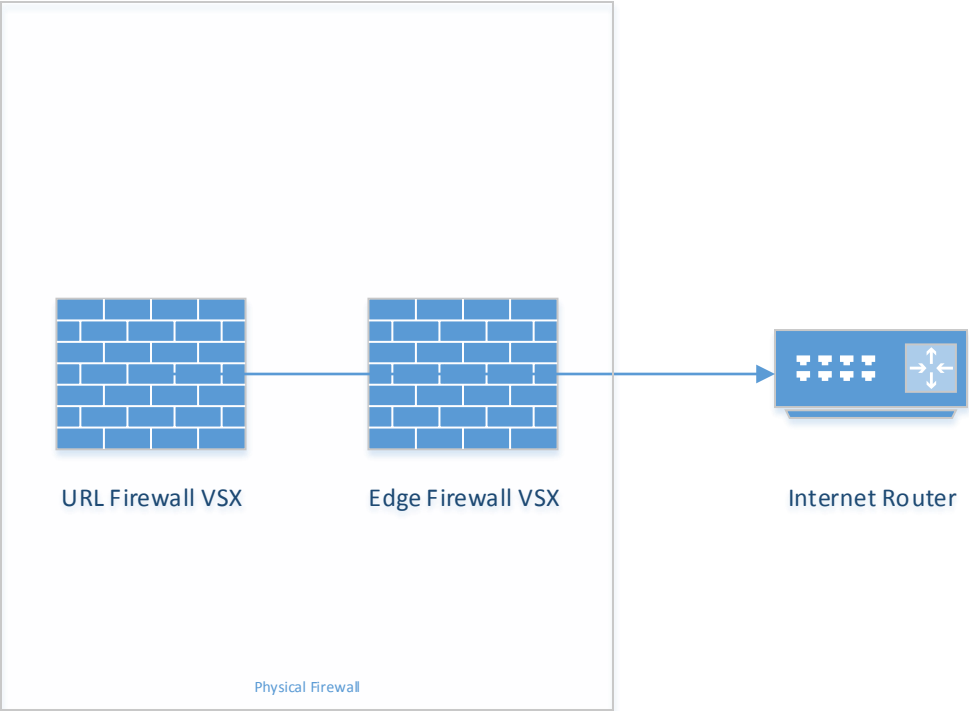 URL Firewall VSX
Edge Firewall VSX
Internet Router
Physical Firewall